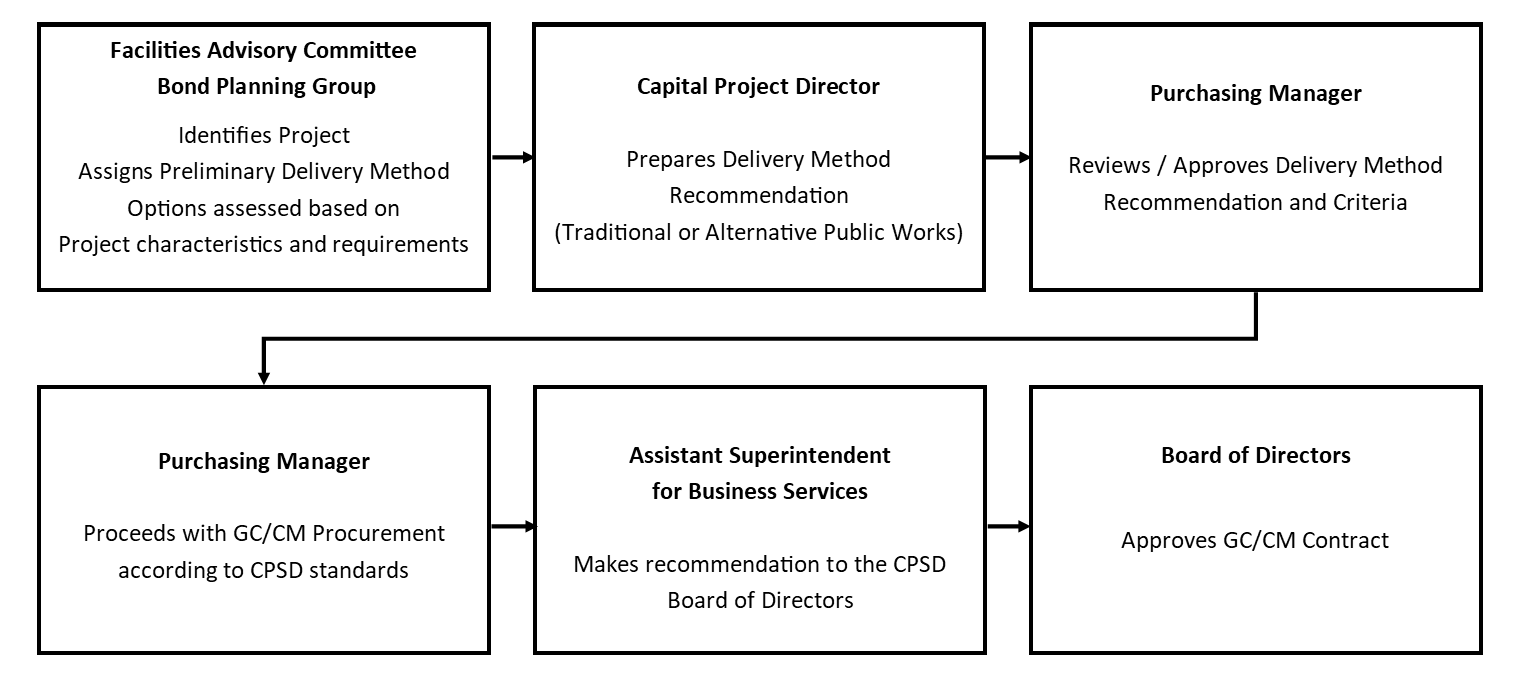 Facilities Advisory Committee
Bond Planning Group
Identifies Project
Assigns Preliminary Delivery Method
Options assessed based on
Project characteristics and requirements
Capital Project Director
Prepares Delivery Method
Recommendation
(Traditional or Alternative Public Works)
Purchasing Manager
Reviews / Approves Delivery Method
Recommendation and Criteria
Purchasing Manager
Proceeds with GC/CM Procurement
according to CPSD standards
Assistant Superintendent
for Business Services
Makes recommendation to the CPSD
Board of Directors
Board of Directors
Approves GC/CM Contract